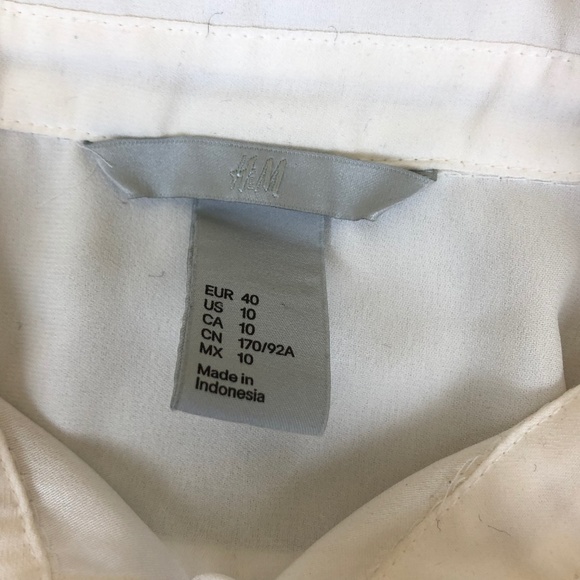 H&M
EUR 40
US 10
CA 10
CN 170/92A
MX 10
Made in
Indonesia